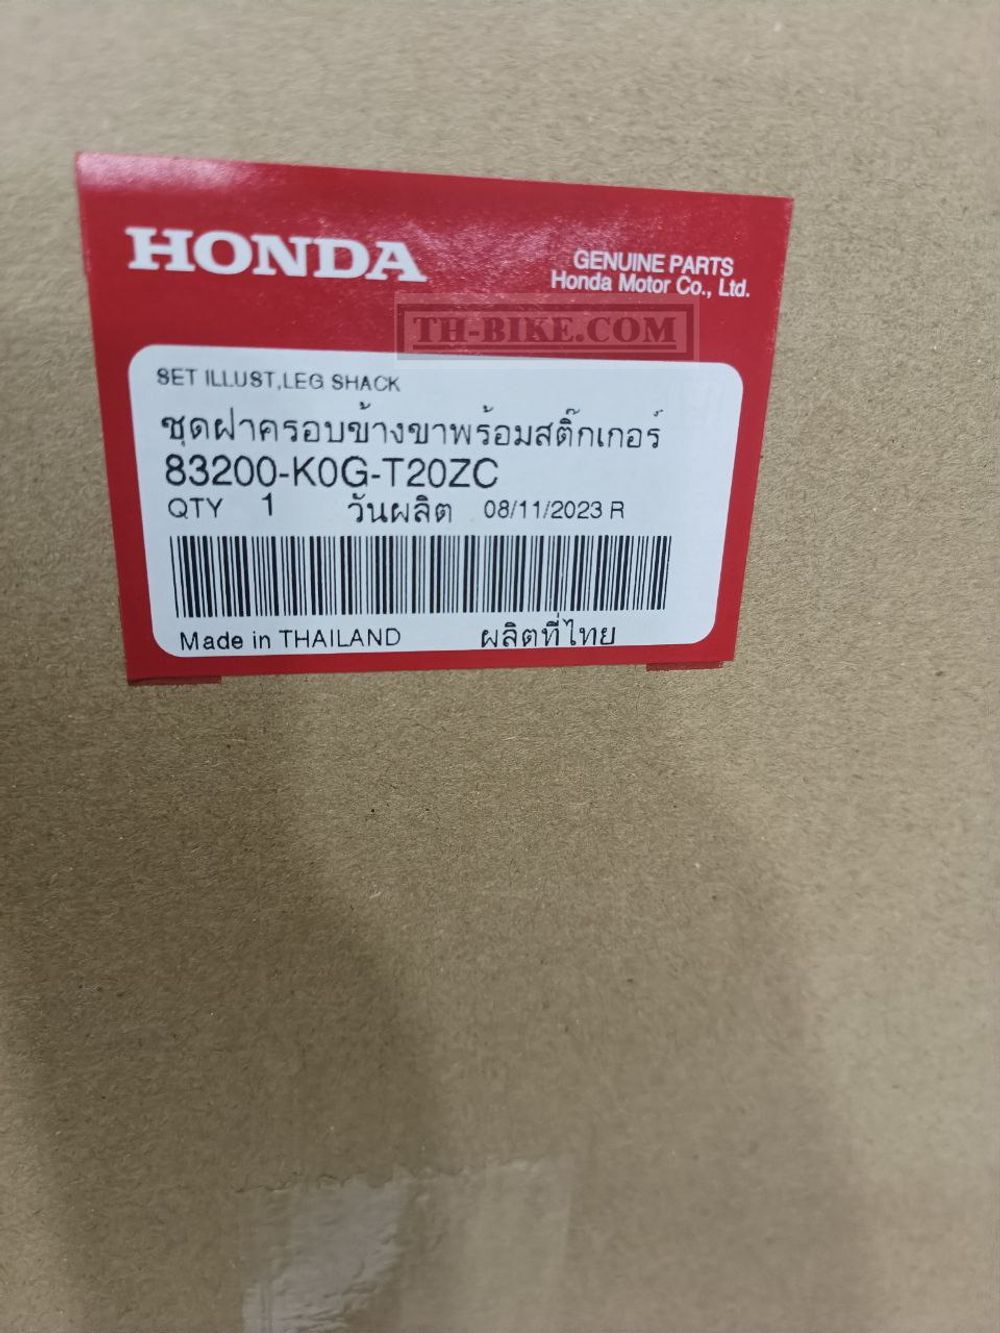 HONDA
GENUINE PARTS
Honda Motor Co., Ltd.
TH-BIKE.COM
SET ILLUST,LEG SHACK
ชุดฝาครอบข้างขาพร้อมสติ๊กเกอร์
83200-K0G-T20ZC
QTY 1 วันผลิต 08/11/2023 R
Made in THAILAND ผลิตที่ไทย